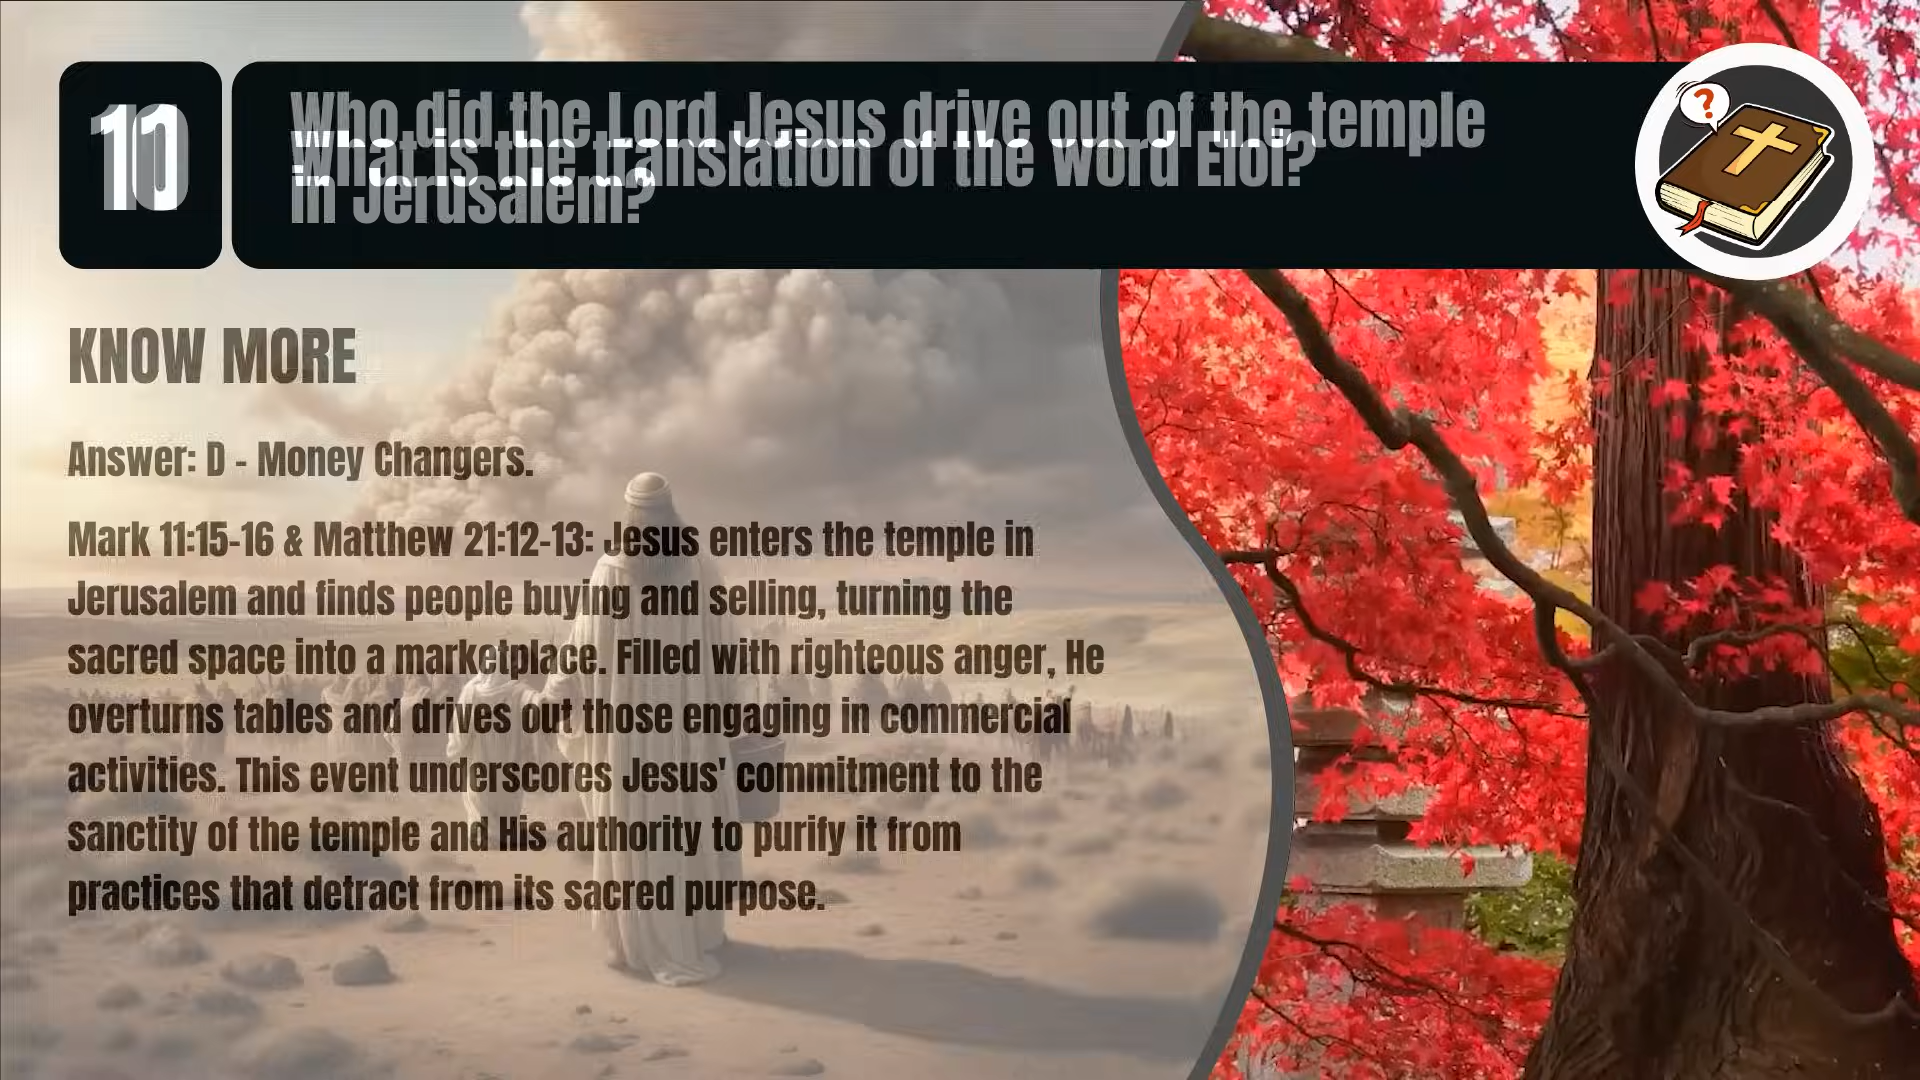 10
11
Who did the Lord Jesus drive out of the temple
in Jerusalem?
What is the translation of the word Eloi?
?
KNOW MORE
Answer: D - Money Changers.
Mark 11:15-16 & Matthew 21:12-13: Jesus enters the temple in
Jerusalem and finds people buying and selling, turning the
sacred space into a marketplace. Filled with righteous anger, He
overturns tables and drives out those engaging in commercial
activities. This event underscores Jesus' commitment to the
sanctity of the temple and His authority to purify it from
practices that detract from its sacred purpose.